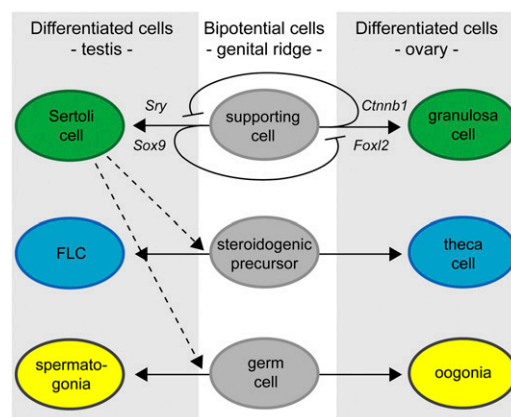 Differentiated cells
- testis -
Bipotential cells
- genital ridge -
Differentiated cells
- ovary -
Sertoli
cell
Sry
Sox9
supporting
cell
Ctnnb1
Foxl2
granulosa
cell
FLC
steroidogenic
precursor
theca
cell
spermato-
gonia
germ
cell
oogonia